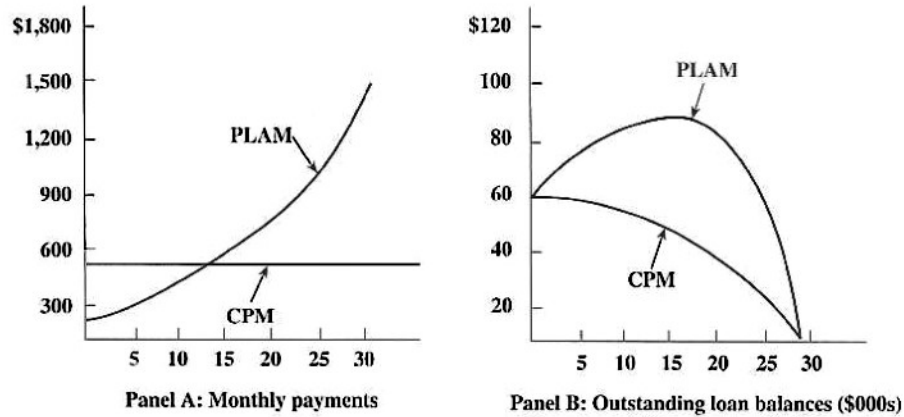 $1,800
1,500
1,200
900
600
300
PLAM
CPM
5 10 15 20 25 30
Panel A: Monthly payments
$120
100
80
60
40
20
PLAM
CPM
5 10 15 20 25 30
Panel B: Outstanding loan balances ($000s)